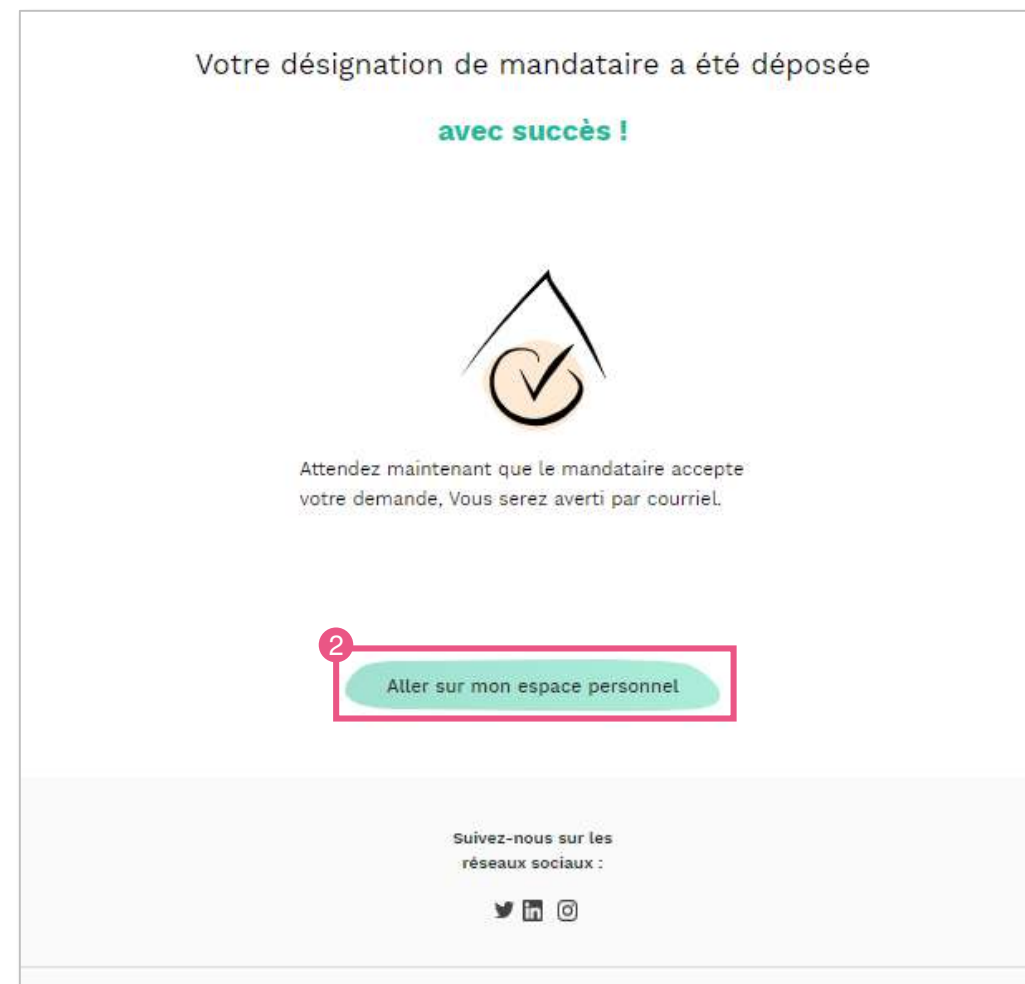 Votre désignation de mandataire a été déposée
avec succès !
Attendez maintenant que le mandataire accepte
votre demande, Vous serez averti par courriel.
2
Aller sur mon espace personnel
Suivez-nous sur les
réseaux sociaux :